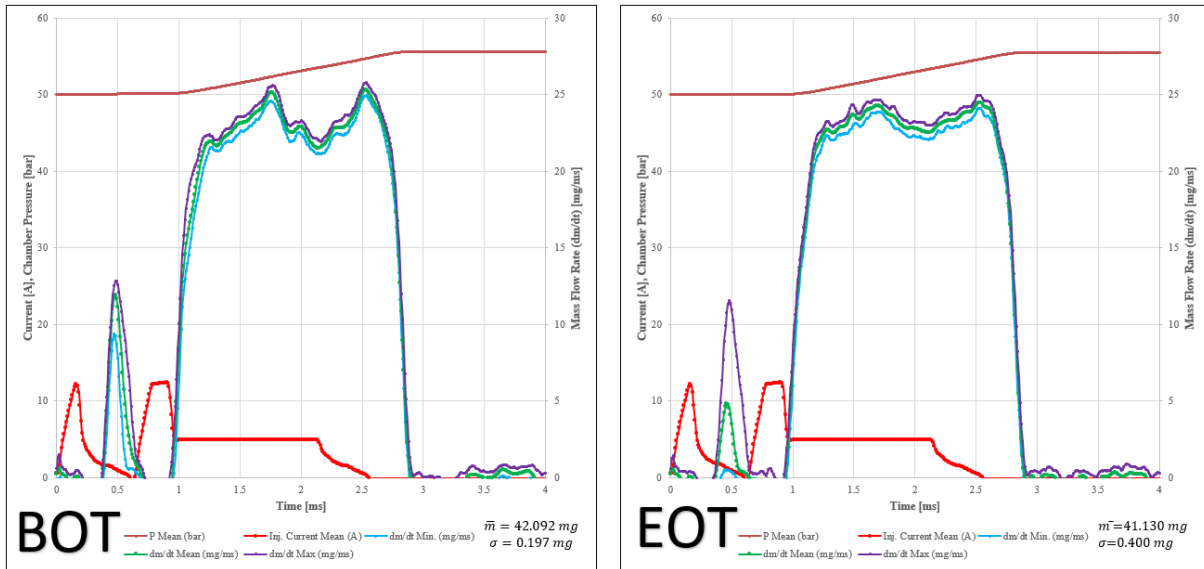 60
50
40
30
20
10
0
Current [A], Chamber Pressure [bar]
30
25
20
15
10
5
0
Mass Flow Rate (dm/dt) [mg/ms]
0 0.5 1 1.5 2 2.5 3 3.5 4
Time [ms]
BOT
P Mean (bar) Inj. Current Mean (A) dm/dt Min. (mg/ms)
dm/dt Mean (mg/ms) dm/dt Max (mg/ms)
m̅ = 42.092 mg
σ = 0.197 mg
60
50
40
30
20
10
0
Current [A], Chamber Pressure [bar]
30
25
20
15
10
5
0
Mass Flow Rate (dm/dt) [mg/ms]
0 0.5 1 1.5 2 2.5 3 3.5 4
Time [ms]
EOT
P Mean (bar) Inj. Current Mean (A) dm/dt Min. (mg/ms)
dm/dt Mean (mg/ms) dm/dt Max (mg/ms)
m̅=41.130 mg
σ=0.400 mg